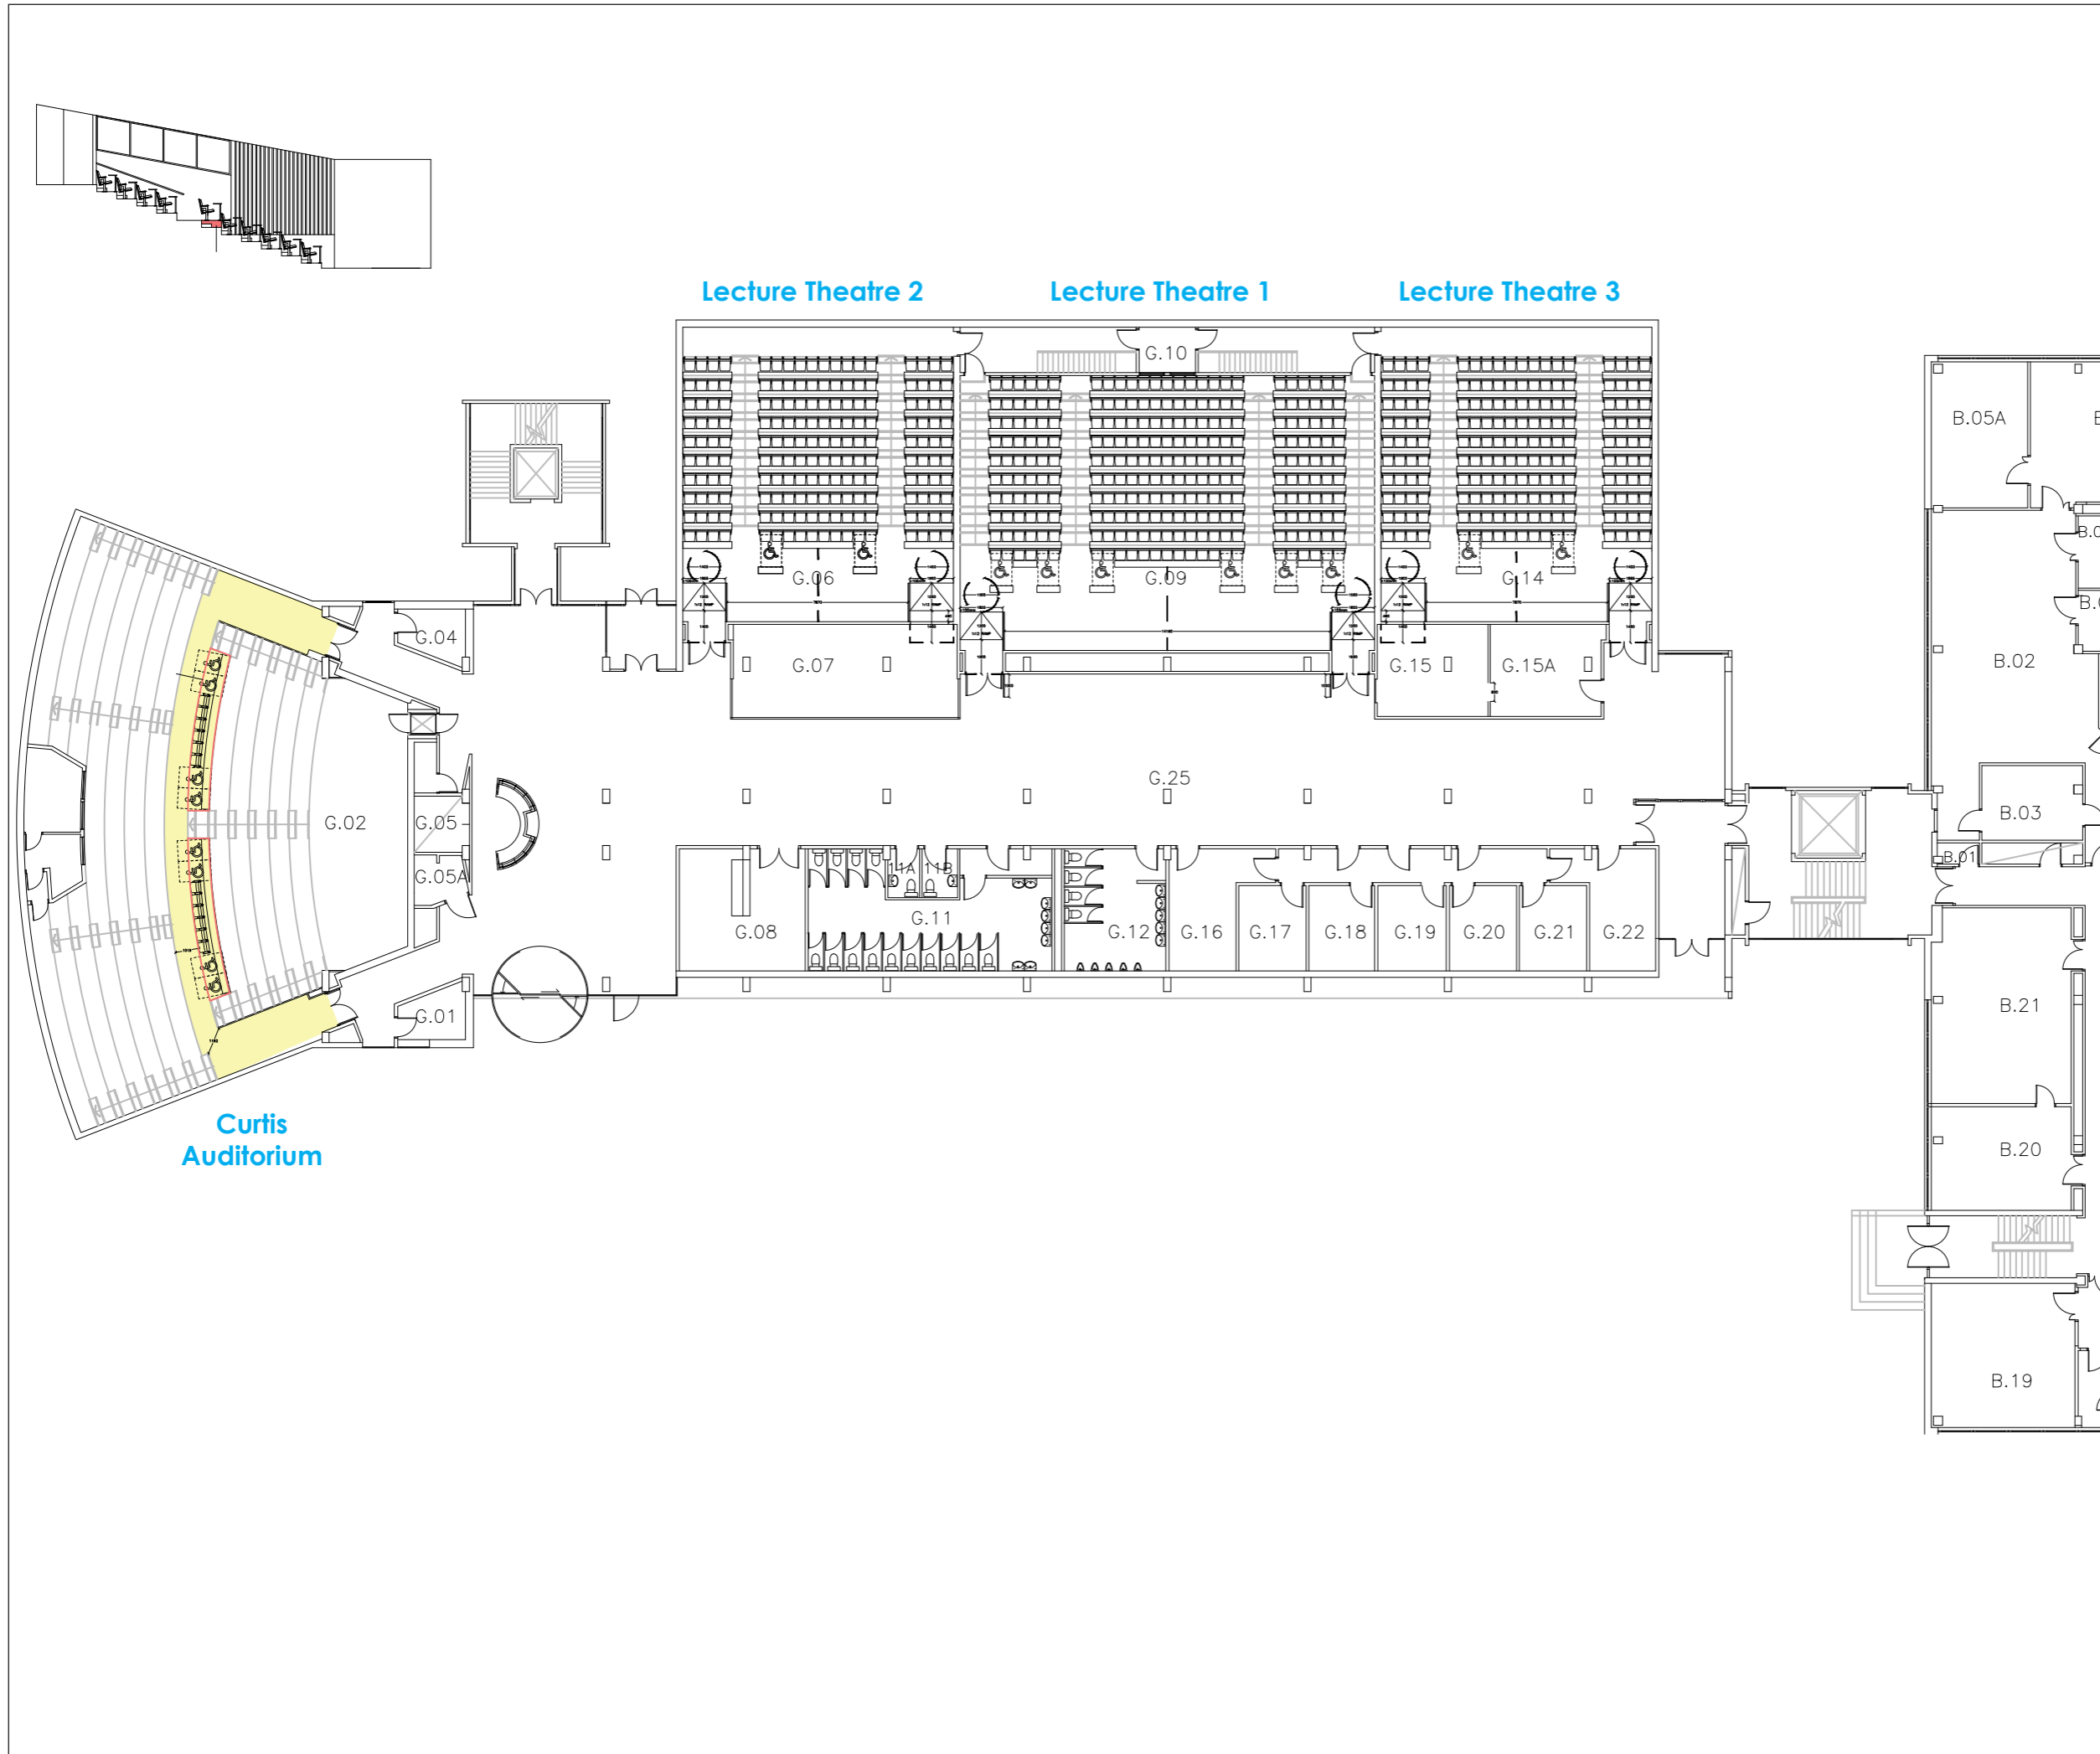 Lecture Theatre 2
Lecture Theatre 1
Lecture Theatre 3
G.10
B.05A
G.06
G.09
G.14
G.04
G.07
G.15
G.15A
B.02
G.25
B.03
G.02
G.05
B.01
G.05A
11A
11B
G.11
G.08
G.12
G.16
G.17
G.18
G.19
G.20
G.21
G.22
B.21
G.01
Curtis
Auditorium
B.20
B.19